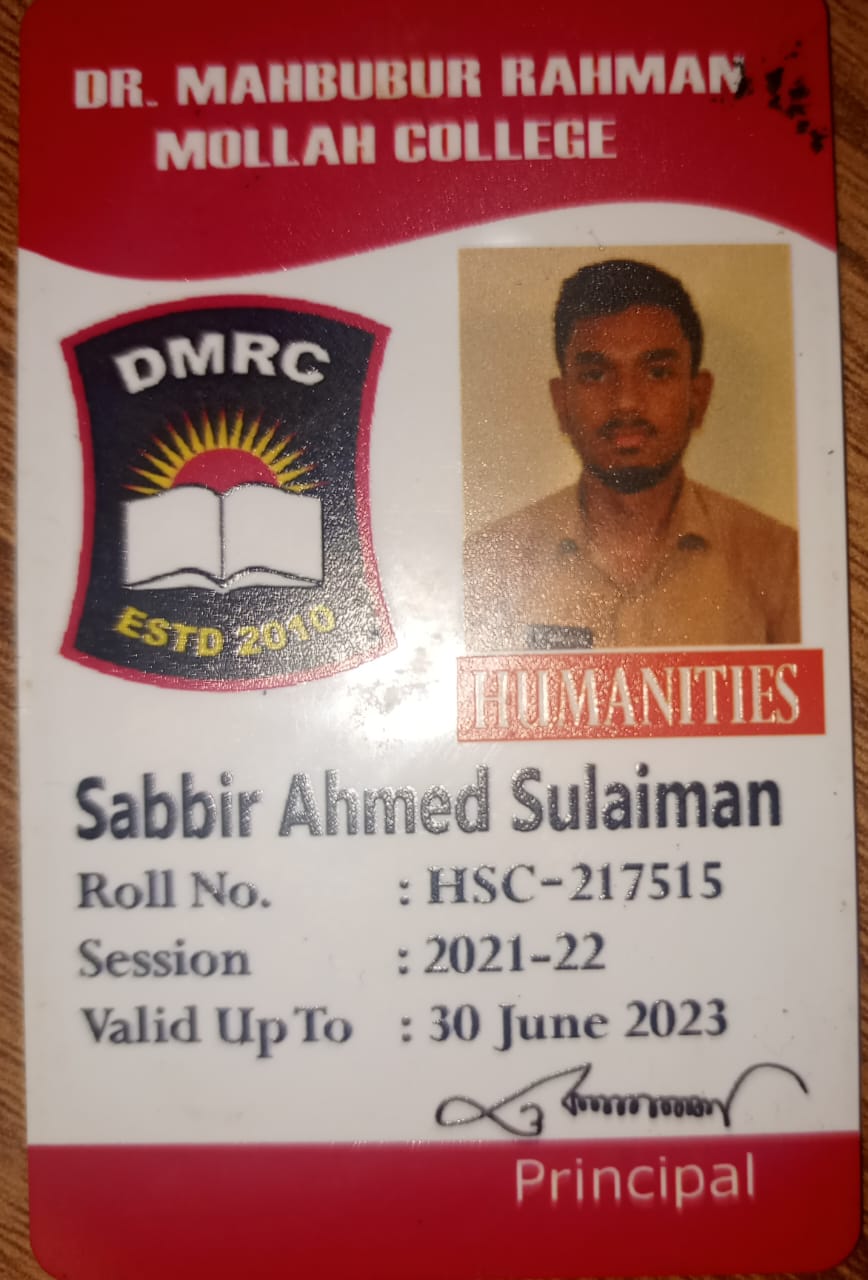 DR. MAHBUBUR RAHMAN
MOLLAH COLLEGE
DMRC
ESTD 2010
HUMANITIES
Sabbir Ahmed Sulaiman
Roll No. : HSC-217515
Session : 2021-22
Valid Up To : 30 June 2023
Principal